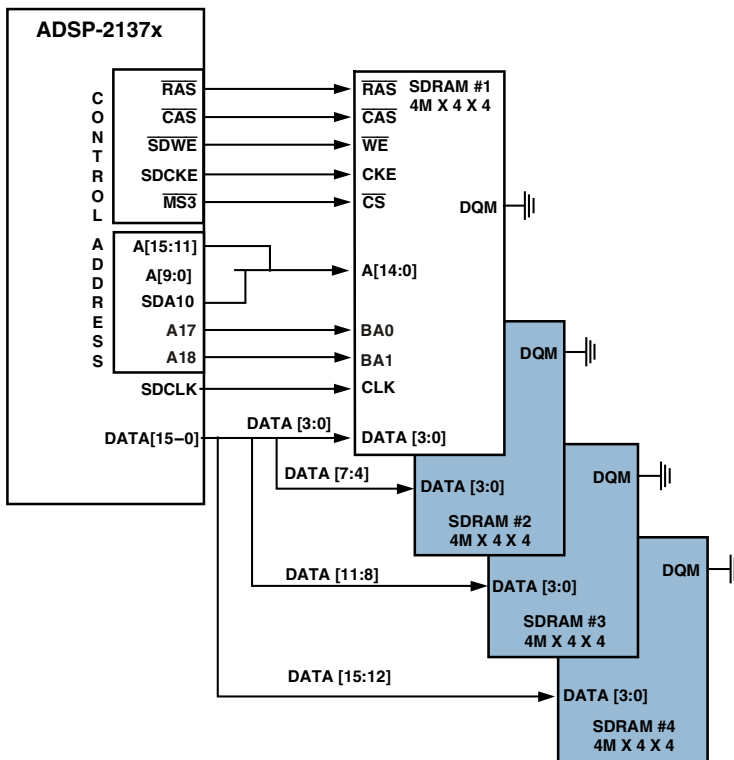 ADSP-2137x
CONTROL
RAS
CAS
SDWE
SDCKE
MS3
ADDRESS
A[15:11]
A[9:0]
SDA10
A17
A18
SDCLK
DATA[15–0]
SDRAM #1
4M X 4 X 4
RAS
CAS
WE
CKE
CS
DQM
A[14:0]
BA0
BA1
CLK
DATA [3:0]
DATA [3:0]
DATA [7:4]
DQM
DATA [3:0]
SDRAM #2
4M X 4 X 4
DATA [11:8]
DQM
DATA [3:0]
SDRAM #3
4M X 4 X 4
DATA [15:12]
DQM
DATA [3:0]
SDRAM #4
4M X 4 X 4